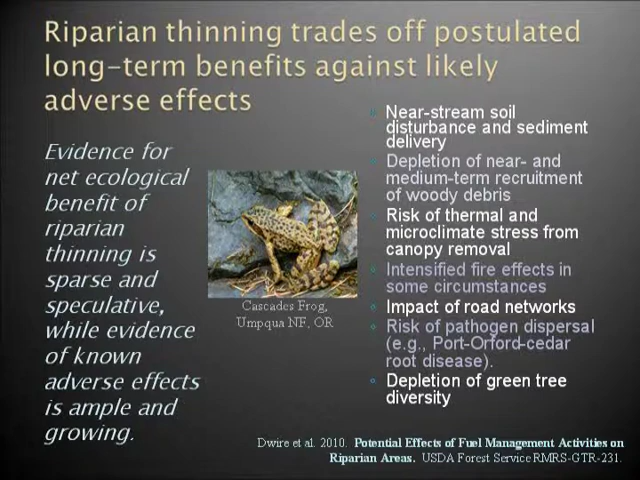 Riparian thinning trades off postulated
long-term benefits against likely
adverse effects
Evidence for
net ecological
benefit of
riparian
thinning is
sparse and
speculative,
while evidence
of known
adverse effects
is ample and
growing.
Cascades Frog,
Umpqua NF, OR
Near-stream soil
disturbance and sediment
delivery
Depletion of near- and
medium-term recruitment
of woody debris
Risk of thermal and
microclimate stress from
canopy removal
Intensified fire effects in
some circumstances
Impact of road networks
Risk of pathogen dispersal
(e.g., Port-Orford-cedar
root disease).
Depletion of green tree
diversity
Dwire et al. 2010. Potential Effects of Fuel Management Activities on
Riparian Areas. USDA Forest Service RMRS-GTR-231.